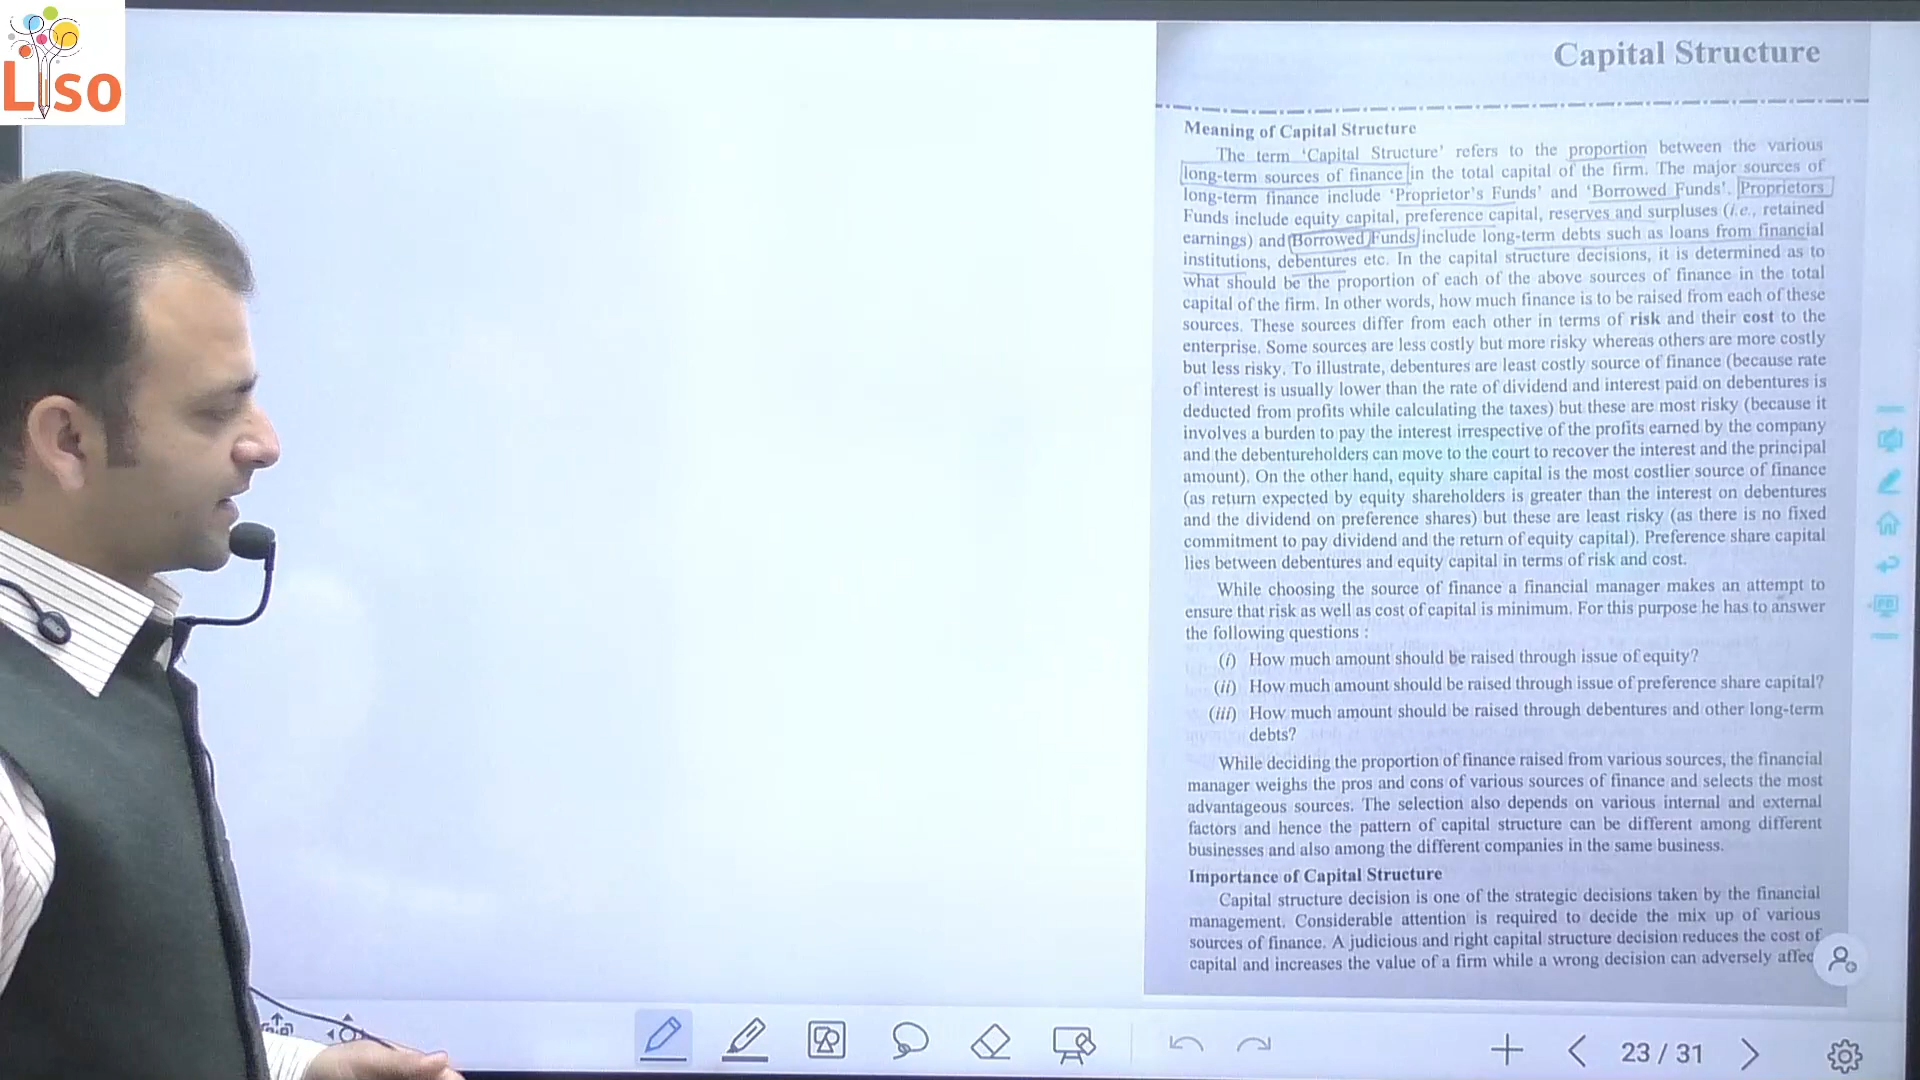 Liso
Capital Structure
Meaning of Capital Structure
The term ‘Capital Structure’ refers to the proportion between the various
long-term sources of finance in the total capital of the firm. The major sources of
long-term finance include ‘Proprietor’s Funds’ and ‘Borrowed Funds’. Proprietors
Funds include equity capital, preference capital, reserves and surpluses (i.e., retained
earnings) and Borrowed Funds include long-term debts such as loans from financial
institutions, debentures etc. In the capital structure decisions, it is determined as to
what should be the proportion of each of the above sources of finance in the total
capital of the firm. In other words, how much finance is to be raised from each of these
sources. These sources differ from each other in terms of risk and their cost to the
enterprise. Some sources are less costly but more risky whereas others are more costly
but less risky. To illustrate, debentures are least costly source of finance (because rate
of interest is usually lower than the rate of dividend and interest paid on debentures is
deducted from profits while calculating the taxes) but these are most risky (because it
involves a burden to pay the interest irrespective of the profits earned by the company
and the debentureholders can move to the court to recover the interest and the principal
amount). On the other hand, equity share capital is the most costlier source of finance
(as return expected by equity shareholders is greater than the interest on debentures
and the dividend on preference shares) but these are least risky (as there is no fixed
commitment to pay dividend and the return of equity capital). Preference share capital
lies between debentures and equity capital in terms of risk and cost.
While choosing the source of finance a financial manager makes an attempt to
ensure that risk as well as cost of capital is minimum. For this purpose he has to answer
the following questions :
(i) How much amount should be raised through issue of equity?
(ii) How much amount should be raised through issue of preference share capital?
(iii) How much amount should be raised through debentures and other long-term
debts?
While deciding the proportion of finance raised from various sources, the financial
manager weighs the pros and cons of various sources of finance and selects the most
advantageous sources. The selection also depends on various internal and external
factors and hence the pattern of capital structure can be different among different
businesses and also among the different companies in the same business.
Importance of Capital Structure
Capital structure decision is one of the strategic decisions taken by the financial
management. Considerable attention is required to decide the mix up of various
sources of finance. A judicious and right capital structure decision reduces the cost of
capital and increases the value of a firm while a wrong decision can adversely affec
23 / 31